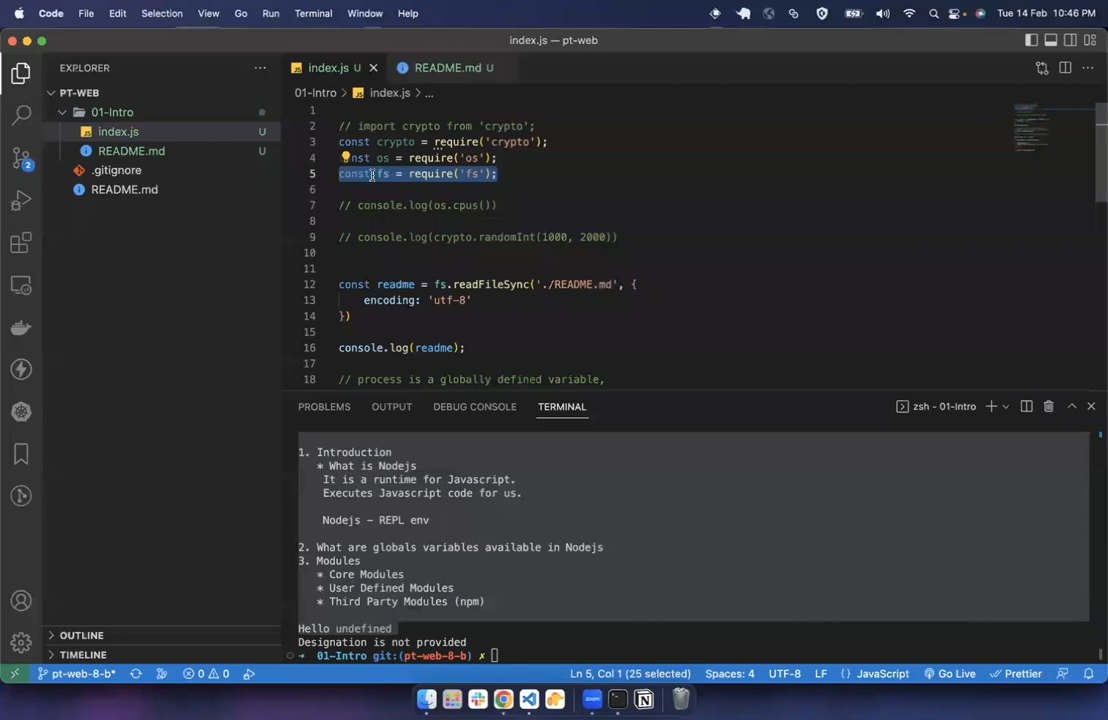 Code File Edit Selection View Go Run Terminal Window Help Tue 14 Feb 10:46 PM
index.js — pt-web
EXPLORER
index.js U
README.md U
PT-WEB
01-Intro > index.js > ...
01-Intro
index.js U
README.md U
.gitignore
README.md
2
1
2 // import crypto from 'crypto';
3 const crypto = require('crypto');
4 nst os = require('os');
5 const fs = require('fs');
6
7 // console.log(os.cpus())
8
9 // console.log(crypto.randomInt(1000, 2000))
10
11
12 const readme = fs.readFileSync('./README.md', {
13 encoding: 'utf-8'
14 })
15
16 console.log(readme);
17
18 // process is a globally defined variable,
PROBLEMS OUTPUT DEBUG CONSOLE TERMINAL zsh - 01-Intro
1. Introduction
* What is Nodejs
It is a runtime for Javascript.
Executes Javascript code for us.
Nodejs - REPL env
2. What are globals variables available in Nodejs
3. Modules
* Core Modules
* User Defined Modules
* Third Party Modules (npm)
Hello undefined
Designation is not provided
→ 01-Intro git:(pt-web-8-b) ✗
OUTLINE
TIMELINE
pt-web-8-b* 0 0 Ln 5, Col 1 (25 selected) Spaces: 4 UTF-8 LF { } JavaScript Go Live Prettier
zoom